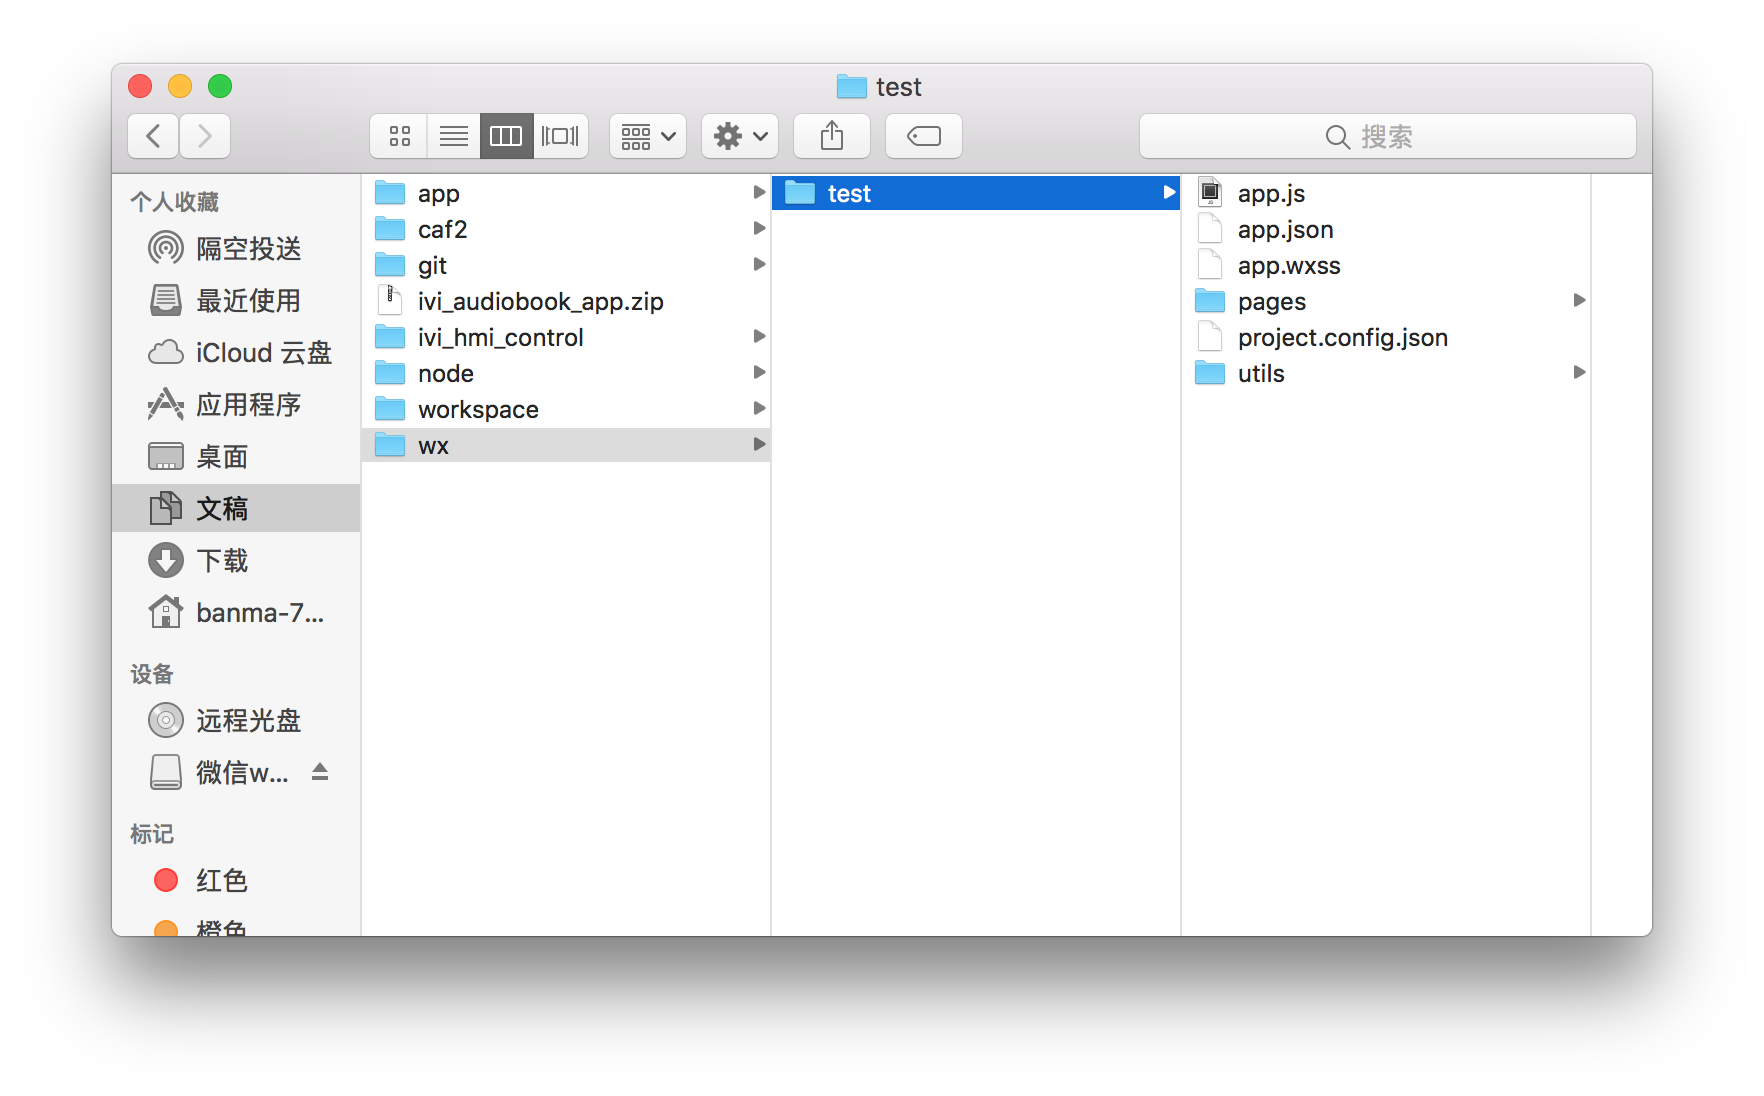 test
搜索
个人收藏
隔空投送
最近使用
iCloud 云盘
应用程序
桌面
文稿
下载
banma-7...
设备
远程光盘
微信w...
标记
红色
橙色
app
caf2
git
ivi_audiobook_app.zip
ivi_hmi_control
node
workspace
wx
test
app.js
app.json
app.wxss
pages
project.config.json
utils